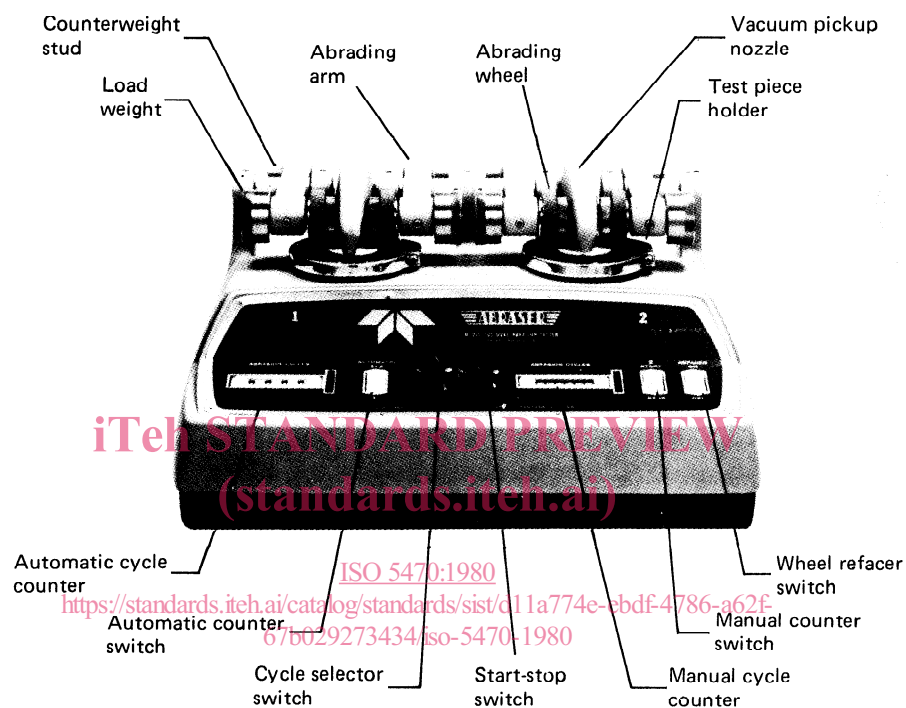 Counterweight
stud
Vacuum pickup
nozzle
Abrading
arm
Abrading
wheel
Load
weight
Test piece
holder
1
ABRASER
2
iTeh STANDARD PREVIEW
(standards.iteh.ai)
Automatic cycle
counter
ISO 5470:1980
Wheel refacer
switch
https://standards.iteh.ai/catalog/standards/sist/d11a774e-ebdf-4786-a62f-
67b029273434/iso-5470-1980
Automatic counter
switch
Manual counter
switch
Cycle selector
switch
Start-stop
switch
Manual cycle
counter